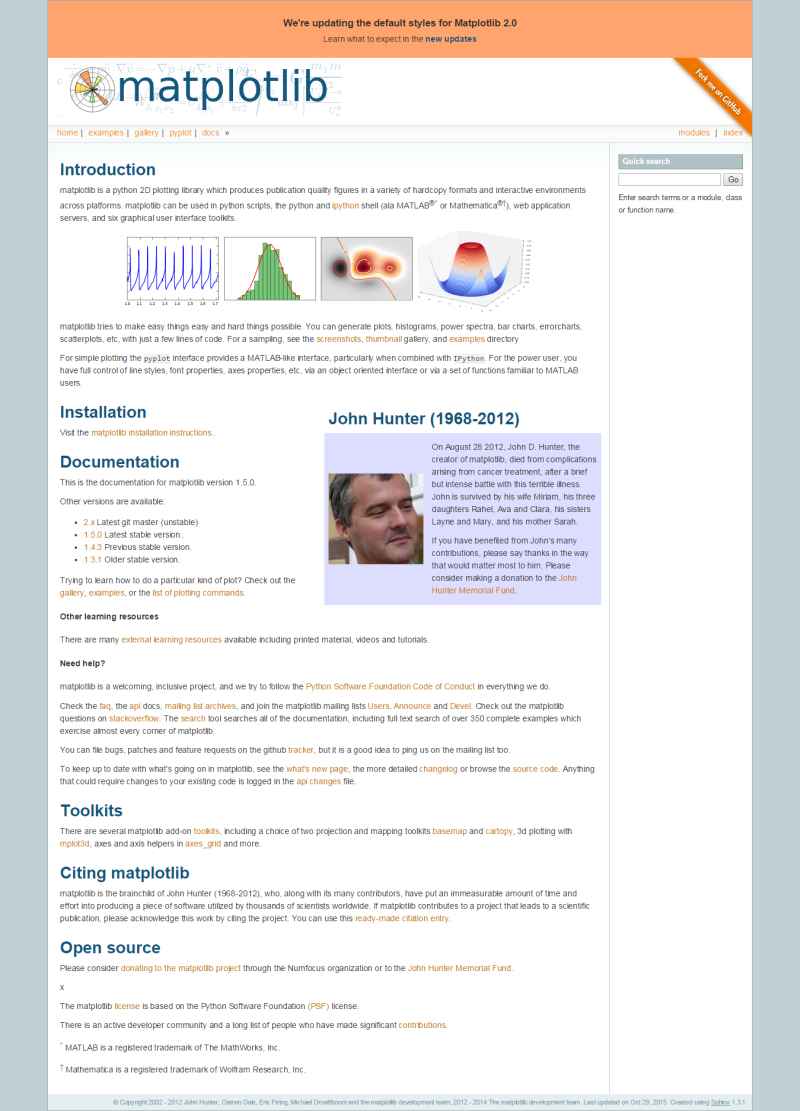 We're updating the default styles for Matplotlib 2.0
Learn what to expect in the new updates
matplotlib
Fork me on GitHub
home | examples | gallery | pyplot | docs »
modules | index
Introduction
matplotlib is a python 2D plotting library which produces publication quality figures in a variety of hardcopy formats and interactive environments
across platforms. matplotlib can be used in python scripts, the python and ipython shell (ala MATLAB®* or Mathematica®†), web application
servers, and six graphical user interface toolkits.
matplotlib tries to make easy things easy and hard things possible. You can generate plots, histograms, power spectra, bar charts, errorcharts,
scatterplots, etc, with just a few lines of code. For a sampling, see the screenshots, thumbnail gallery, and examples directory
For simple plotting the pyplot interface provides a MATLAB-like interface, particularly when combined with IPython. For the power user, you
have full control of line styles, font properties, axes properties, etc, via an object oriented interface or via a set of functions familiar to MATLAB
users.
Installation
Visit the matplotlib installation instructions.
Documentation
This is the documentation for matplotlib version 1.5.0.
Other versions are available:
• 2.x Latest git master (unstable)
• 1.5.0 Latest stable version.
• 1.4.3 Previous stable version.
• 1.3.1 Older stable version.
Trying to learn how to do a particular kind of plot? Check out the
gallery, examples, or the list of plotting commands.
John Hunter (1968-2012)
On August 28 2012, John D. Hunter, the
creator of matplotlib, died from complications
arising from cancer treatment, after a brief
but intense battle with this terrible illness.
John is survived by his wife Miriam, his three
daughters Rahel, Ava and Clara, his sisters
Layne and Mary, and his mother Sarah.
If you have benefited from John's many
contributions, please say thanks in the way
that would matter most to him. Please
consider making a donation to the John
Hunter Memorial Fund.
Other learning resources
There are many external learning resources available including printed material, videos and tutorials.
Need help?
matplotlib is a welcoming, inclusive project, and we try to follow the Python Software Foundation Code of Conduct in everything we do.
Check the faq, the api docs, mailing list archives, and join the matplotlib mailing lists Users, Announce and Devel. Check out the matplotlib
questions on stackoverflow. The search tool searches all of the documentation, including full text search of over 350 complete examples which
exercise almost every corner of matplotlib.
You can file bugs, patches and feature requests on the github tracker, but it is a good idea to ping us on the mailing list too.
To keep up to date with what's going on in matplotlib, see the what's new page, the more detailed changelog or browse the source code. Anything
that could require changes to your existing code is logged in the api changes file.
Toolkits
There are several matplotlib add-on toolkits, including a choice of two projection and mapping toolkits basemap and cartopy, 3d plotting with
mplot3d, axes and axis helpers in axes_grid and more.
Citing matplotlib
matplotlib is the brainchild of John Hunter (1968-2012), who, along with its many contributors, have put an immeasurable amount of time and
effort into producing a piece of software utilized by thousands of scientists worldwide. If matplotlib contributes to a project that leads to a scientific
publication, please acknowledge this work by citing the project. You can use this ready-made citation entry.
Open source
Please consider donating to the matplotlib project through the Numfocus organization or to the John Hunter Memorial Fund.
x
The matplotlib license is based on the Python Software Foundation (PSF) license.
There is an active developer community and a long list of people who have made significant contributions.
* MATLAB is a registered trademark of The MathWorks, Inc.
† Mathematica is a registered trademark of Wolfram Research, Inc.
Quick search
Go
Enter search terms or a module, class
or function name.
© Copyright 2002 - 2012 John Hunter, Darren Dale, Eric Firing, Michael Droettboom and the matplotlib development team; 2012 - 2014 The matplotlib development team. Last updated on Oct 29, 2015. Created using Sphinx 1.3.1.